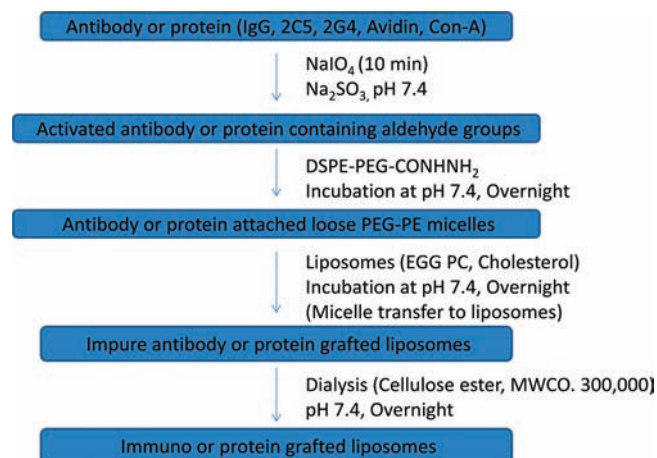 Antibody or protein (IgG, 2C5, 2G4, Avidin, Con-A)
NaIO₄ (10 min)
Na₂SO₃, pH 7.4
Activated antibody or protein containing aldehyde groups
DSPE-PEG-CONHNH₂
Incubation at pH 7.4, Overnight
Antibody or protein attached loose PEG-PE micelles
Liposomes (EGG PC, Cholesterol)
Incubation at pH 7.4, Overnight
(Micelle transfer to liposomes)
Impure antibody or protein grafted liposomes
Dialysis (Cellulose ester, MWCO. 300,000)
pH 7.4, Overnight
Immuno or protein grafted liposomes